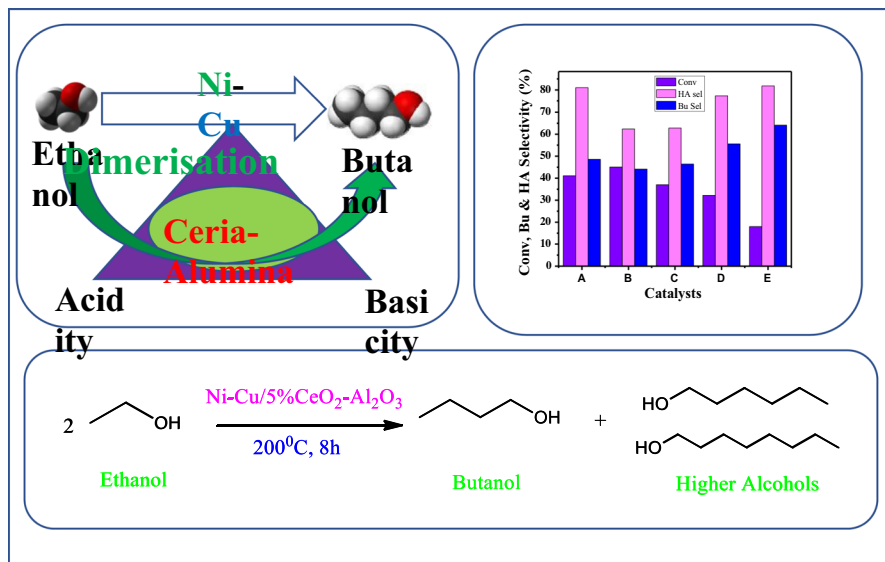 Ni-
Cu
Etha
nol
Dimerisation
Buta
nol
Ceria-
Alumina
Acid
ity
Basi
city
Conv, Bu & HA Selectivity (%)
80
70
60
50
40
30
20
10
0
Conv
HA sel
Bu Sel
A B C D E
Catalysts
2
OH
Ni-Cu/5%CeO₂-Al₂O₃
200⁰C, 8h
OH
+
HO
HO
Ethanol
Butanol
Higher Alcohols